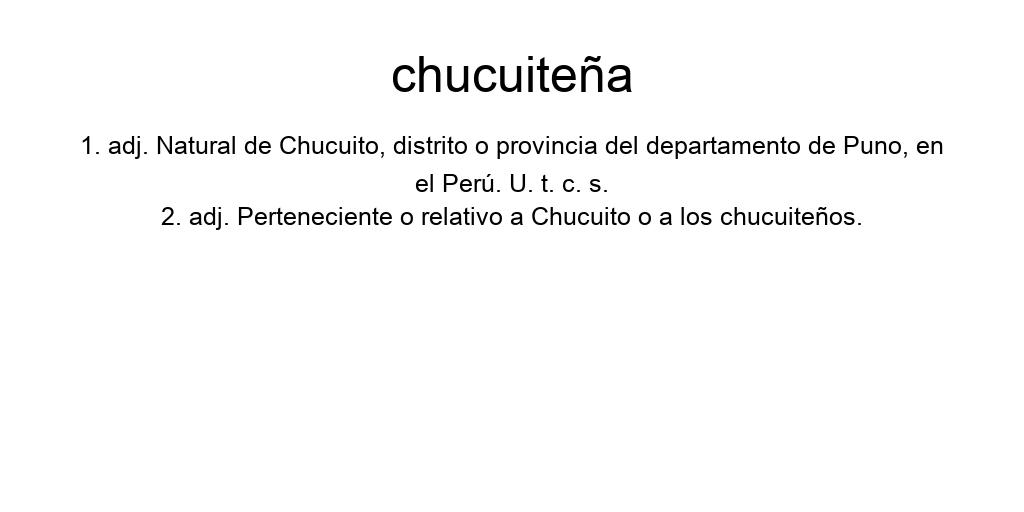 chucuiteña
1. adj. Natural de Chucuito, distrito o provincia del departamento de Puno, en
el Perú. U. t. c. s.
2. adj. Perteneciente o relativo a Chucuito o a los chucuiteños.